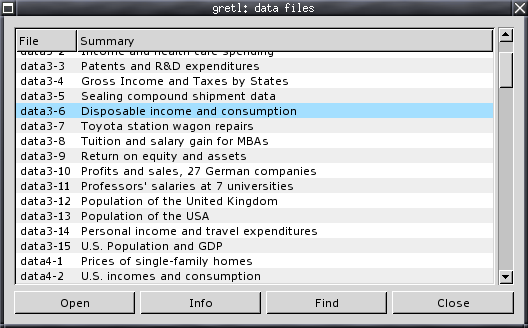 gretl: data files
File Summary
data3-2 Income and health care spending
data3-3 Patents and R&D expenditures
data3-4 Gross Income and Taxes by States
data3-5 Sealing compound shipment data
data3-6 Disposable income and consumption
data3-7 Toyota station wagon repairs
data3-8 Tuition and salary gain for MBAs
data3-9 Return on equity and assets
data3-10 Profits and sales, 27 German companies
data3-11 Professors' salaries at 7 universities
data3-12 Population of the United Kingdom
data3-13 Population of the USA
data3-14 Personal income and travel expenditures
data3-15 U.S. Population and GDP
data4-1 Prices of single-family homes
data4-2 U.S. incomes and consumption
Open Info Find Close